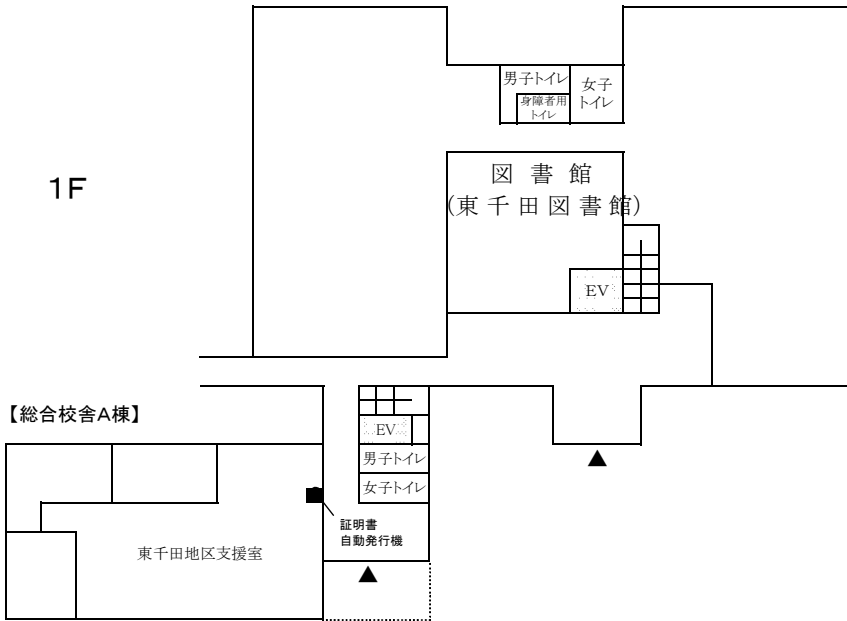 男子トイレ
女子
トイレ
身障者用
トイレ
1F
図書館
(東千田図書館)
EV
【総合校舎A棟】
EV
男子トイレ
女子トイレ
証明書
自動発行機
東千田地区支援室